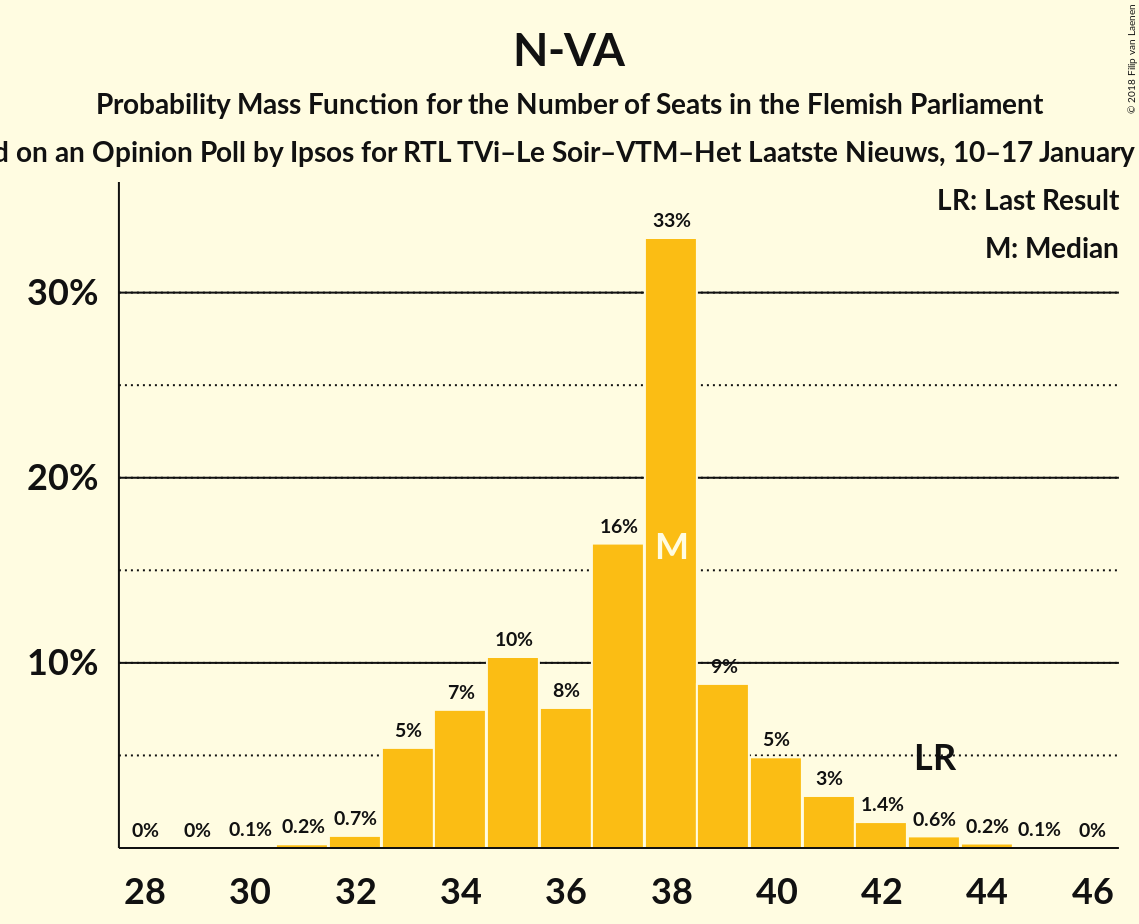 N-VA
Probability Mass Function for the Number of Seats in the Flemish Parliament
on an Opinion Poll by Ipsos for RTL TVi–Le Soir–VTM–Het Laatste Nieuws, 10–17 January
© 2018 Filip van Laenen
LR: Last Result
M: Median
30%
20%
10%
0%
0%
0.1%
0.2%
0.7%
5%
7%
10%
8%
16%
33%
M
9%
5%
3%
1.4%
LR
0.6%
0.2%
0.1%
0%
28 30 32 34 36 38 40 42 44 46